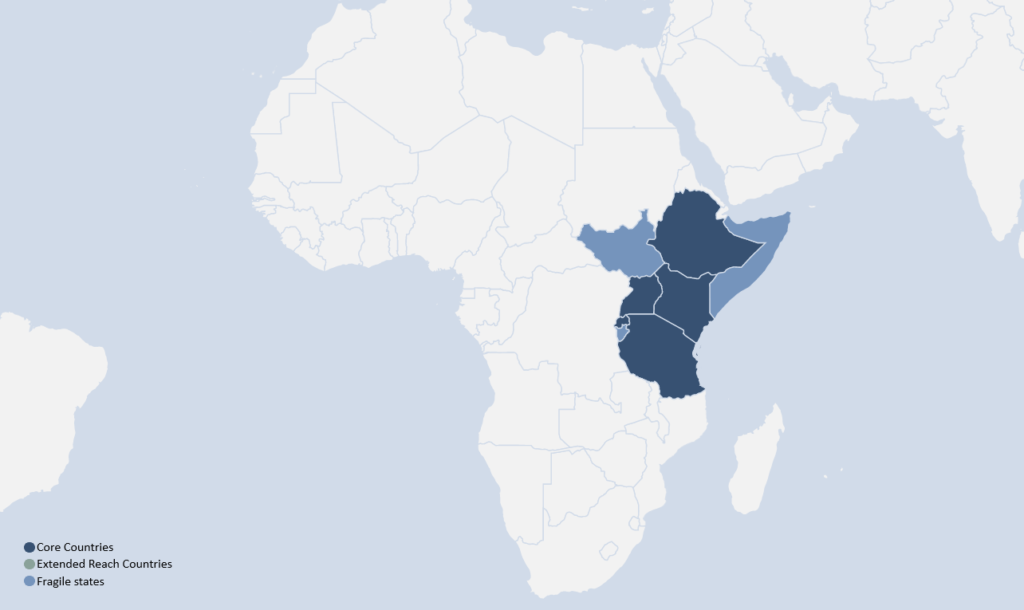 Core Countries
Extended Reach Countries
Fragile states